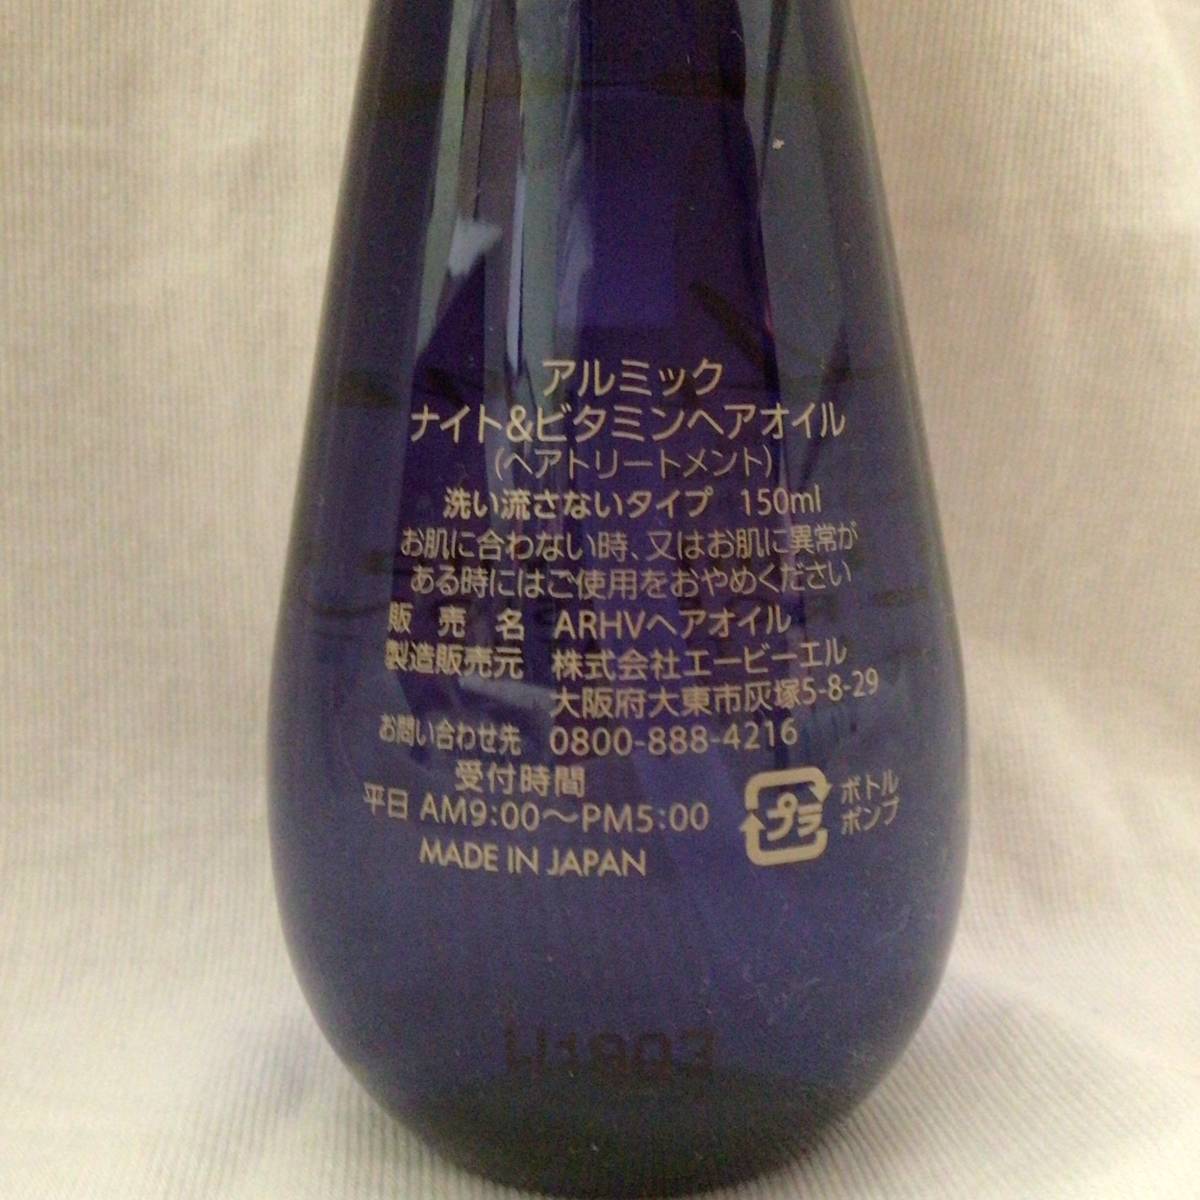 アルミック
ナイト&ビタミンヘアオイル
(ヘアトリートメント)
洗い流さないタイプ 150ml
お肌に合わない時、又はお肌に異常が
ある時にはご使用をおやめください
販売名 ARHVヘアオイル
製造販売元 株式会社エービーエル
大阪府大東市灰塚5-8-29
お問い合わせ先 0800-888-4216
受付時間
平日 AM9:00～PM5:00
MADE IN JAPAN
プラ
ボトル
ポンプ